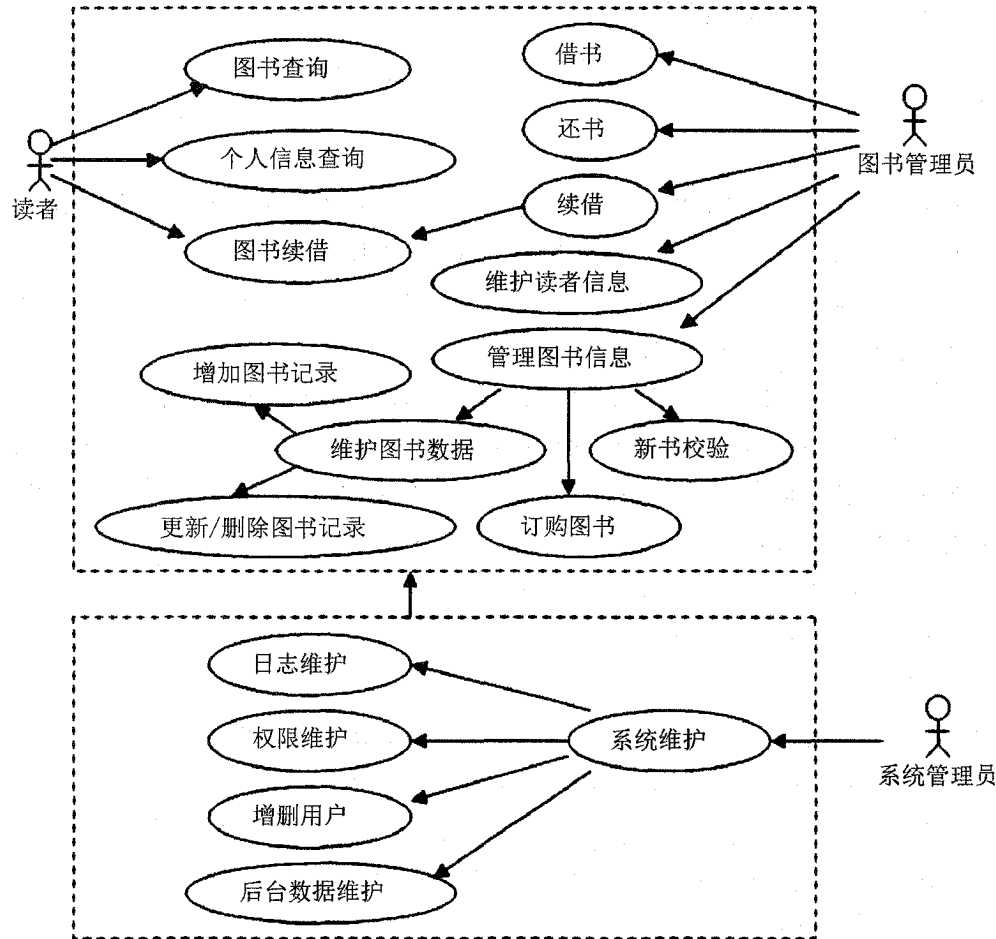 图书查询
借书
还书
个人信息查询
读者
图书管理员
续借
图书续借
维护读者信息
管理图书信息
增加图书记录
维护图书数据
新书校验
更新/删除图书记录
订购图书
日志维护
权限维护
系统维护
系统管理员
增删用户
后台数据维护